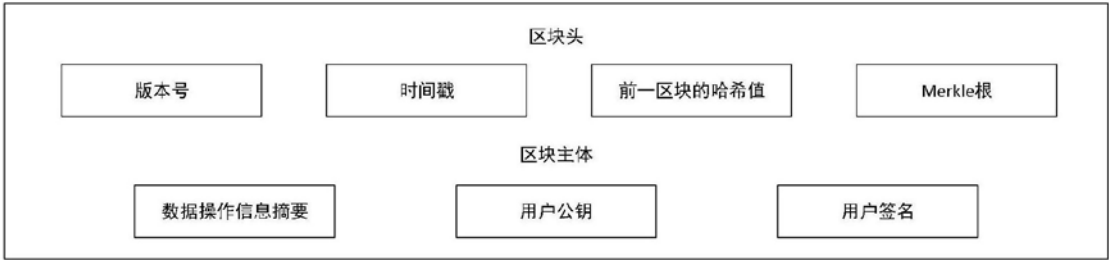 区块头
版本号
时间戳
前一区块的哈希值
Merkle根
区块主体
数据操作信息摘要
用户公钥
用户签名